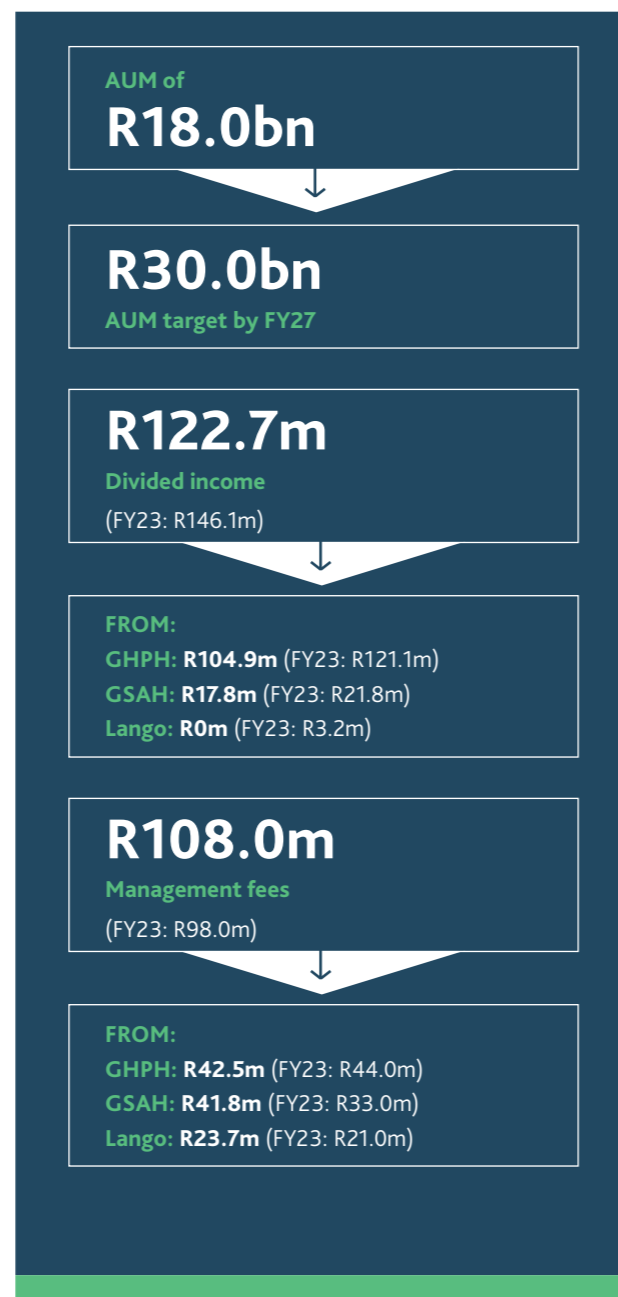 AUM of
R18.0bn
R30.0bn
AUM target by FY27
R122.7m
Divided income
(FY23: R146.1m)
FROM:
GHPH: R104.9m (FY23: R121.1m)
GSAH: R17.8m (FY23: R21.8m)
Lango: R0m (FY23: R3.2m)
R108.0m
Management fees
(FY23: R98.0m)
FROM:
GHPH: R42.5m (FY23: R44.0m)
GSAH: R41.8m (FY23: R33.0m)
Lango: R23.7m (FY23: R21.0m)